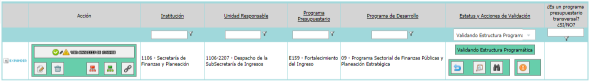 ¿Es un programa
presupuestario
transversal?
¿SI/NO?
Acción
Institución
Unidad Responsable
Programa
Presupuestario
Programa de Desarrollo
Estatus y Acciones de Validación
Validando Estructura Program
1106 - Secretaría de
Finanzas y Planeación
1106-2207 - Despacho de la
SubSecretaría de Ingresos
E159 - Fortalecimiento
del Ingreso
09 - Programa Sectorial de Finanzas Públicas y
Planeación Estratégica
Validando Estructura Programática